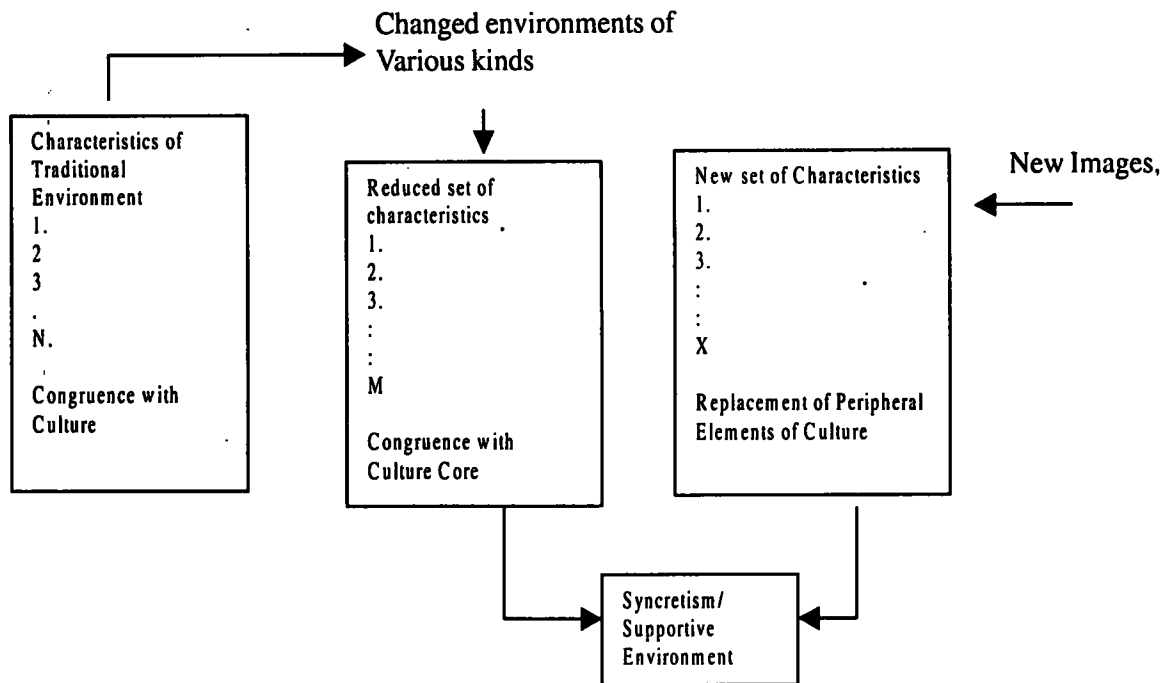 Changed environments of
Various kinds
Characteristics of
Traditional
Environment
1.
2
3
.
N.
Congruence with
Culture
Reduced set of
characteristics
1.
2.
3.
:
:
M
Congruence with
Culture Core
New set of Characteristics
1.
2.
3.
:
:
X
Replacement of Peripheral
Elements of Culture
New Images,
Syncretism/
Supportive
Environment